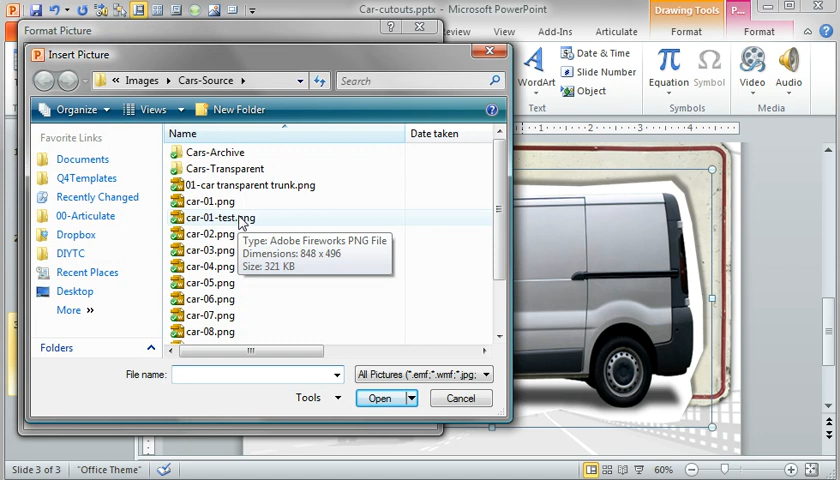 Car-cutouts.pptx - Microsoft PowerPoint
Drawing Tools
P...
Format Picture
Review
View
Add-Ins
Articulate
Format
Format
Insert Picture
Images
Cars-Source
Search
Organize
Views
New Folder
Favorite Links
Documents
Q4Templates
Recently Changed
00-Articulate
Dropbox
DIYTC
Recent Places
Desktop
More
Folders
Name
Date taken
Cars-Archive
Cars-Transparent
01-car transparent trunk.png
car-01.png
car-01-test.png
car-02.png
car-03.png
car-04.png
car-05.png
car-06.png
car-07.png
car-08.png
Type: Adobe Fireworks PNG File
Dimensions: 848 x 496
Size: 321 KB
File name:
All Pictures (*.emf;*.wmf;*.jpg;
Tools
Open
Cancel
WordArt
Date & Time
Slide Number
Object
Text
Equation
Symbol
Symbols
Video
Audio
Media
Slide 3 of 3
"Office Theme"
60%